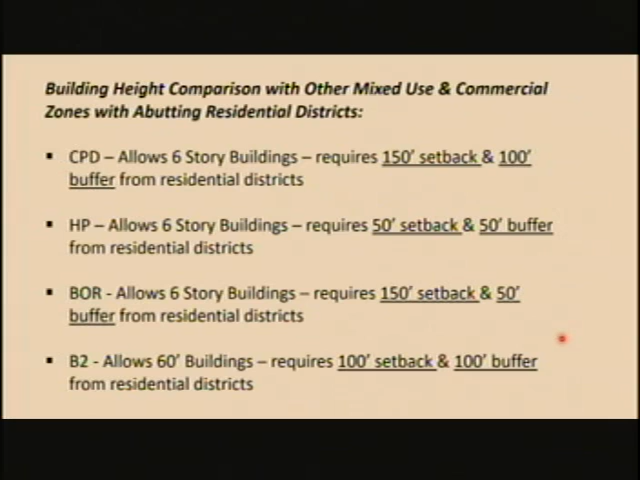 Building Height Comparison with Other Mixed Use & Commercial
Zones with Abutting Residential Districts:
▪ CPD – Allows 6 Story Buildings – requires 150' setback & 100'
buffer from residential districts
▪ HP – Allows 6 Story Buildings – requires 50' setback & 50' buffer
from residential districts
▪ BOR - Allows 6 Story Buildings – requires 150' setback & 50'
buffer from residential districts
▪ B2 - Allows 60' Buildings – requires 100' setback & 100' buffer
from residential districts